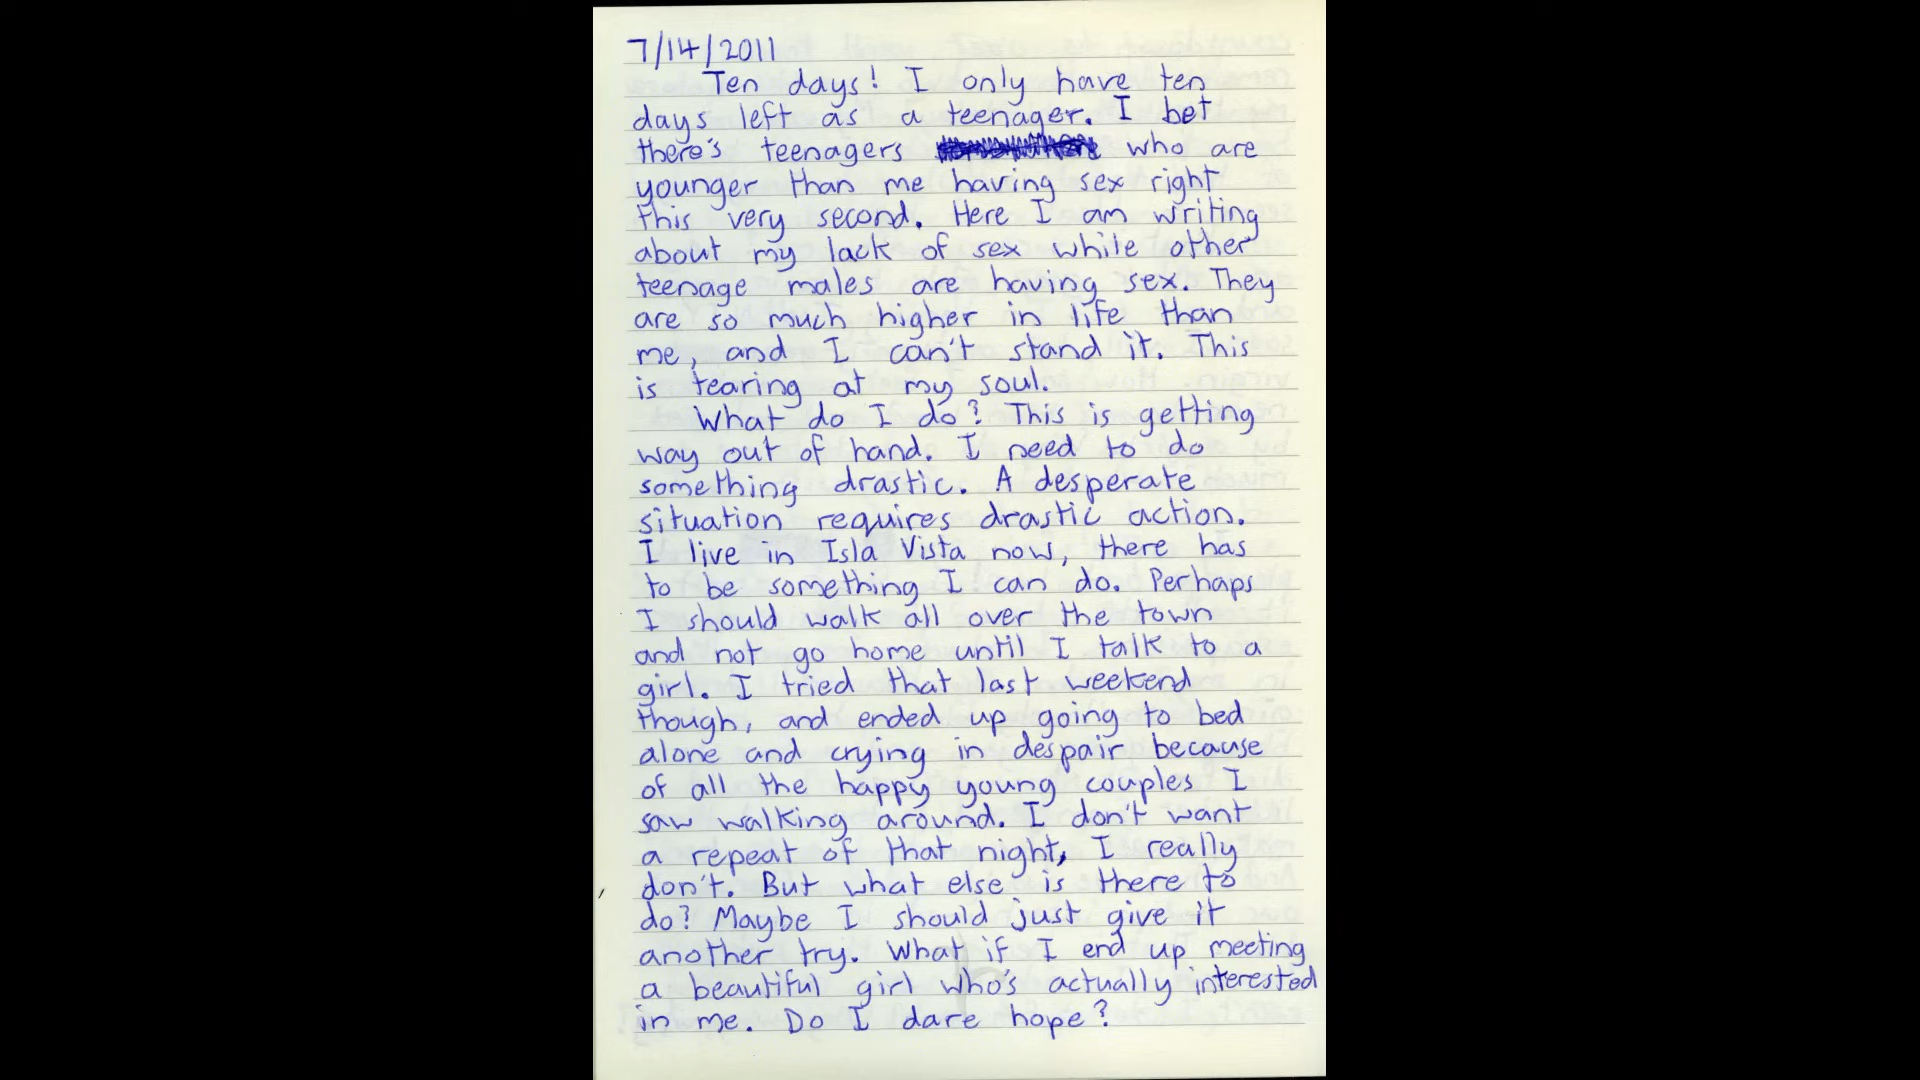 7/14/2011
Ten days! I only have ten
days left as a teenager. I bet
there's teenagers who are
younger than me having sex right
this very second. Here I am writing
about my lack of sex while other
teenage males are having sex. They
are so much higher in life than
me, and I can't stand it. This
is tearing at my soul.
What do I do? This is getting
way out of hand. I need to do
something drastic. A desperate
situation requires drastic action.
I live in Isla Vista now, there has
to be something I can do. Perhaps
I should walk all over the town
and not go home until I talk to a
girl. I tried that last weekend
though, and ended up going to bed
alone and crying in despair because
of all the happy young couples I
saw walking around. I don't want
a repeat of that night, I really
don't. But what else is there to
do? Maybe I should just give it
another try. What if I end up meeting
a beautiful girl who's actually interested
in me. Do I dare hope?